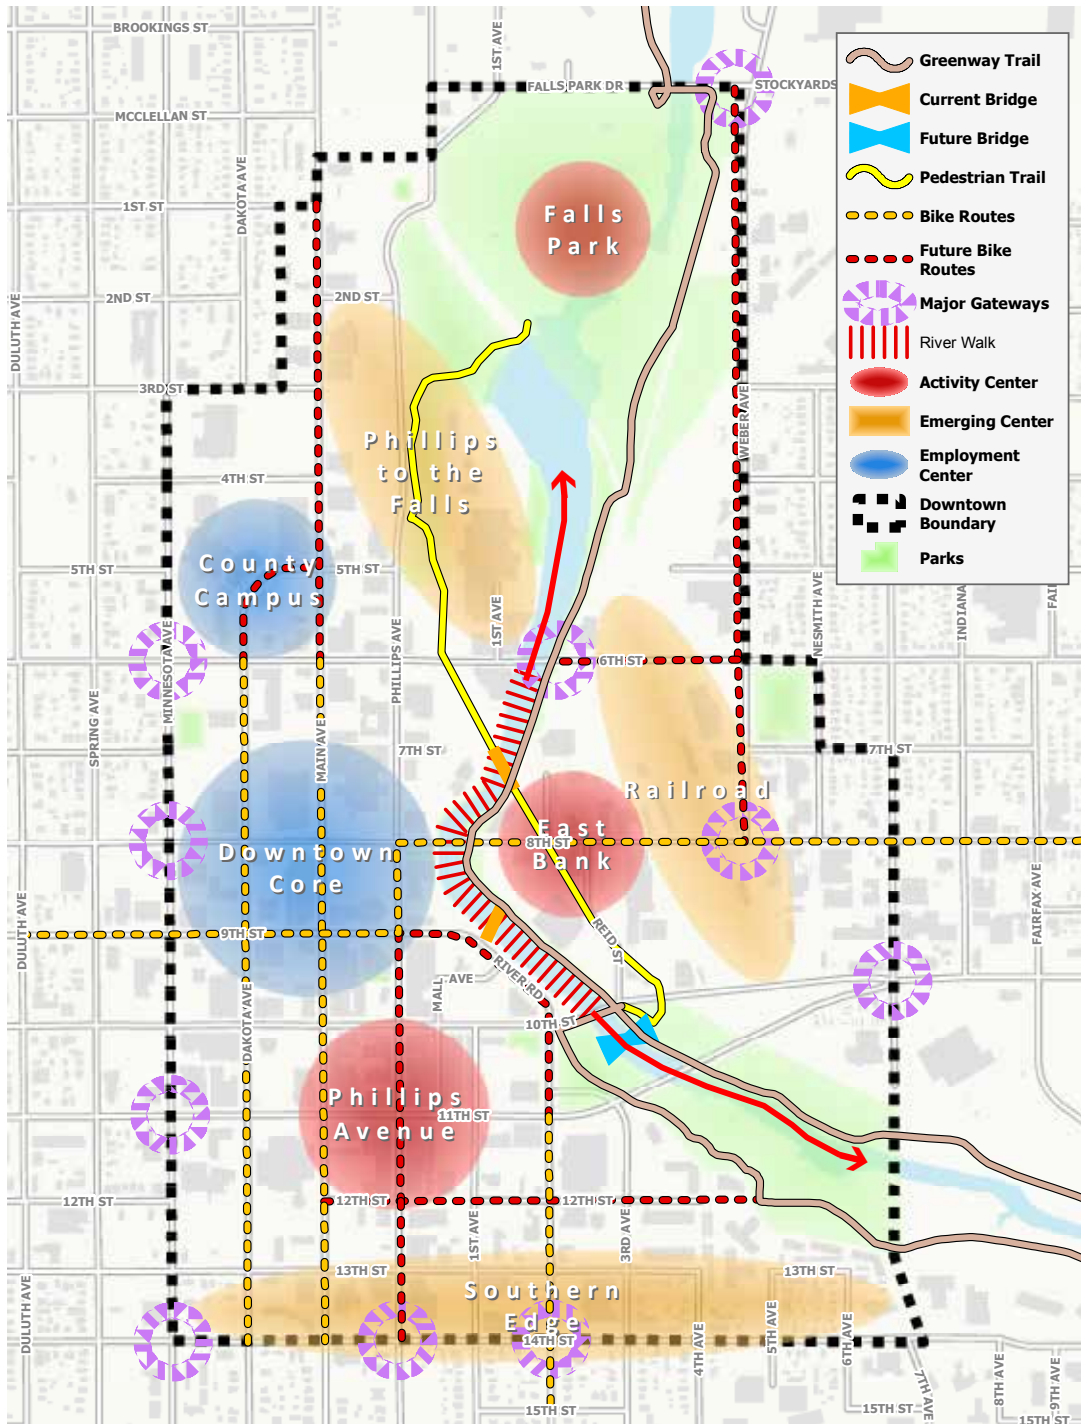 BROOKINGS ST
1ST AVE
FALLS PARK DR
STOCKYARDS
MCCLELLAN ST
DAKOTA AVE
1ST ST
Falls
Park
2ND ST
2ND ST
DULUTH AVE
3RD ST
WEBER AVE
Phillips
to the
Falls
4TH ST
County
Campus
5TH ST
5TH ST
1ST AVE
PHILLIPS AVE
NESMITH AVE
INDIANA
FAI
MINNESOTA AVE
6TH ST
SPRING AVE
MAIN AVE
7TH ST
7TH ST
Railroad
East
Bank
8TH ST
Downtown
Core
DULUTH AVE
FAIRFAX AVE
9TH ST
REID ST
RIVER RD
MALL AVE
DAKOTA AVE
10TH ST
Phillips
Avenue
11TH ST
12TH ST
12TH ST
12TH ST
1ST AVE
3RD AVE
13TH ST
13TH ST
Southern
Edge
14TH ST
DULUTH AVE
4TH AVE
5TH AVE
6TH AVE
7TH AVE
8TH AVE
9TH AVE
15TH ST
15TH ST
15TH ST
Greenway Trail
Current Bridge
Future Bridge
Pedestrian Trail
Bike Routes
Future Bike
Routes
Major Gateways
River Walk
Activity Center
Emerging Center
Employment
Center
Downtown
Boundary
Parks